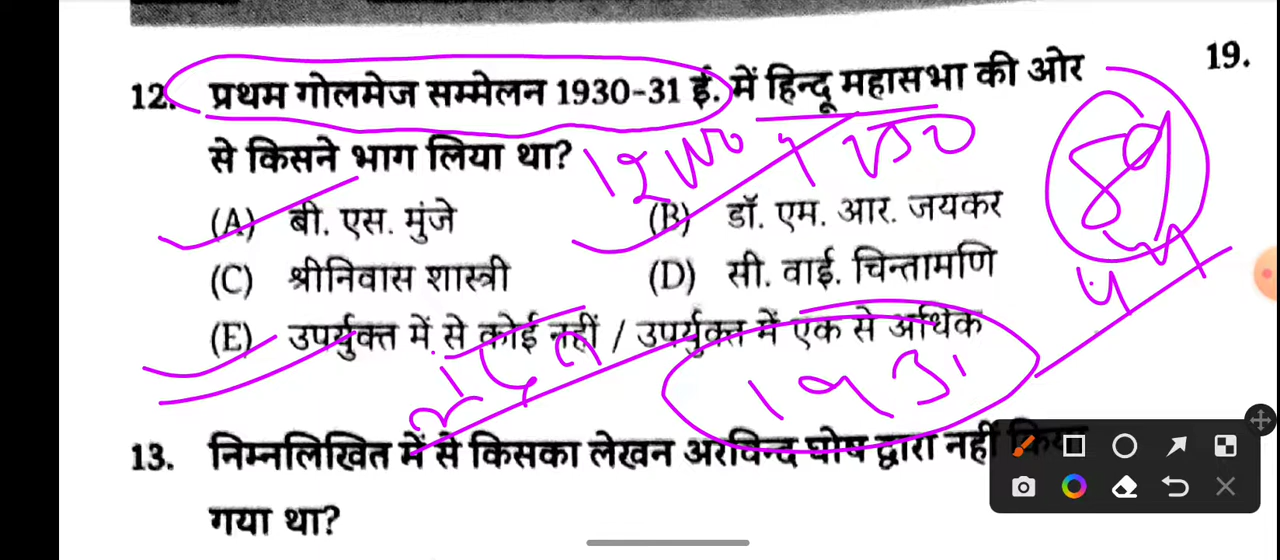 12. प्रथम गोलमेज सम्मेलन 1930-31 ई. में हिन्दू महासभा की ओर
19.
से किसने भाग लिया था?
89
(A) बी. एस. मुंजे
(B) डॉ. एम. आर. जयकर
(C) श्रीनिवास शास्त्री
(D) सी. वाई. चिन्तामणि
(E) उपर्युक्त में से कोई नहीं / उपर्युक्त में एक से अधिक
1931
13. निम्नलिखित में से किसका लेखन अरविन्द घोष द्वारा नहीं किया
गया था?